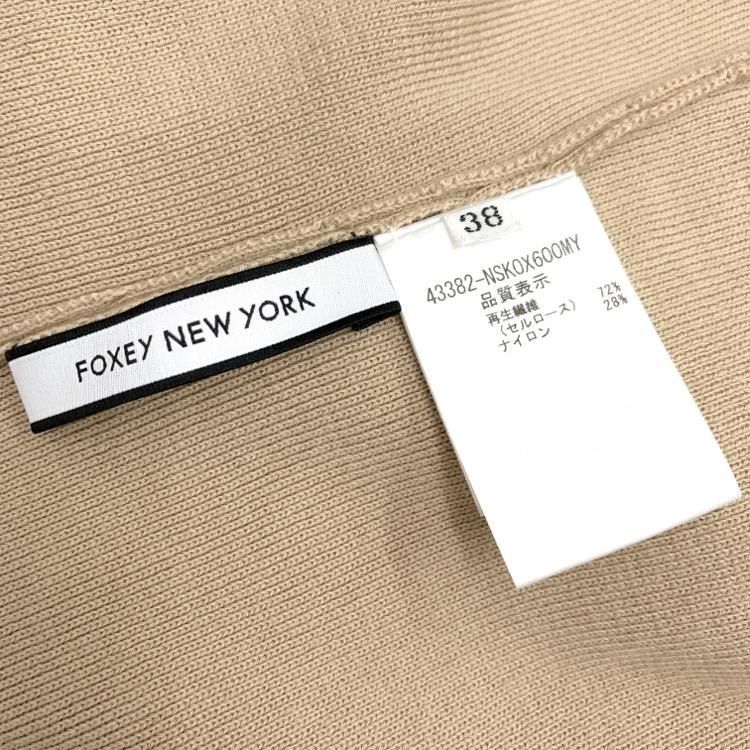 FOXEY NEW YORK
38
43382-NSKOX600MY
品質表示
再生繊維 72%
(セルロース) 28%
ナイロン